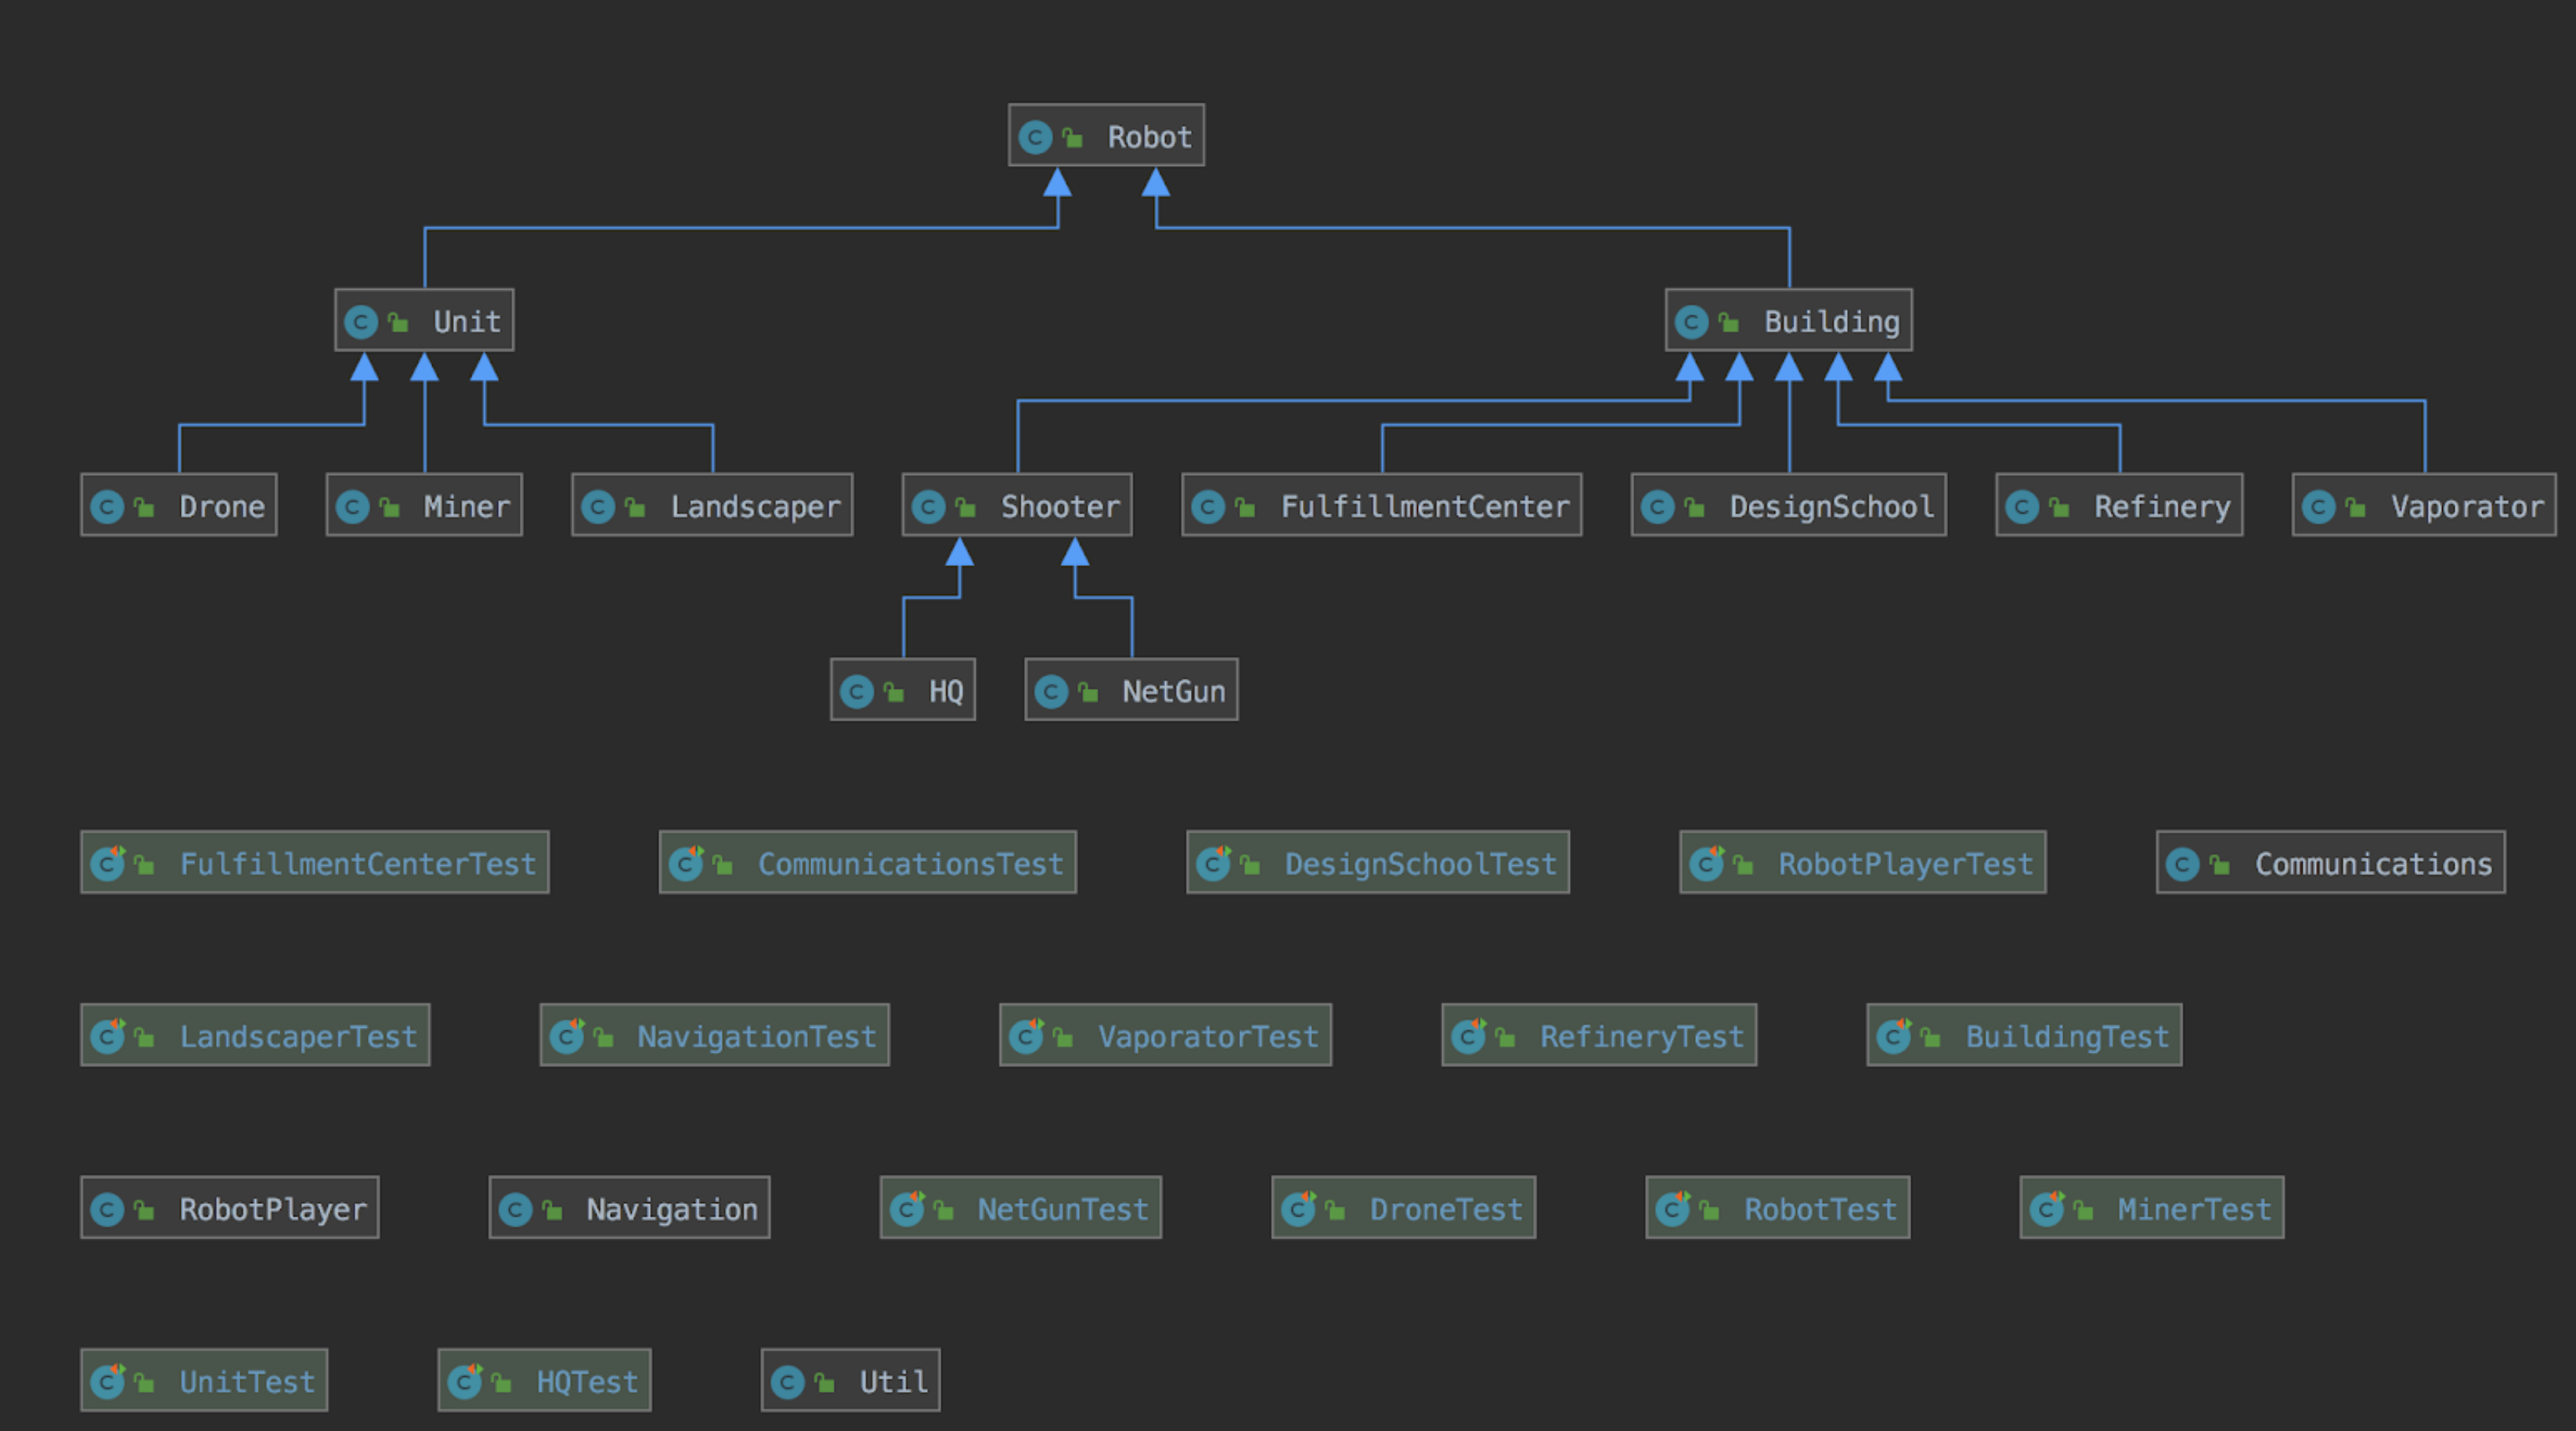 Robot
Unit Building
Drone Miner Landscaper Shooter FulfillmentCenter DesignSchool Refinery Vaporator
HQ NetGun
FulfillmentCenterTest CommunicationsTest DesignSchoolTest RobotPlayerTest Communications
LandscaperTest NavigationTest VaporatorTest RefineryTest BuildingTest
RobotPlayer Navigation NetGunTest DroneTest RobotTest MinerTest
UnitTest HQTest Util